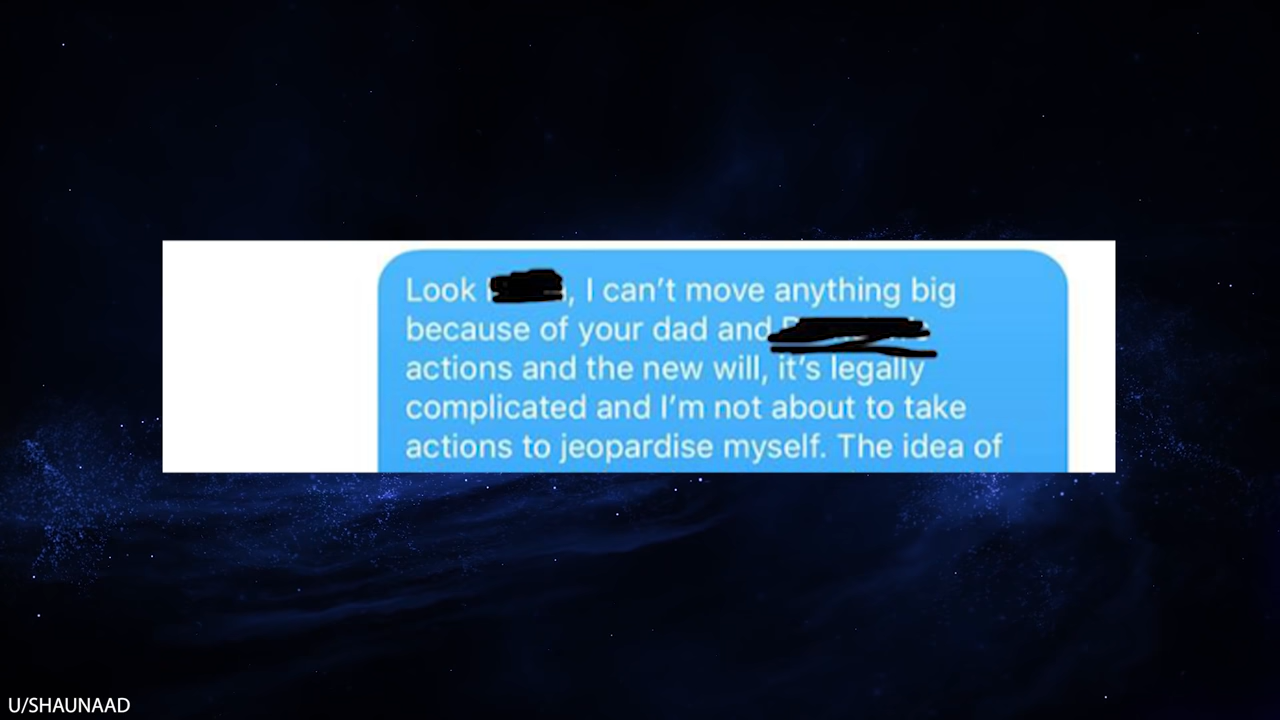 Look , I can’t move anything big
because of your dad and
actions and the new will, it’s legally
complicated and I’m not about to take
actions to jeopardise myself. The idea of
U/SHAUNAAD